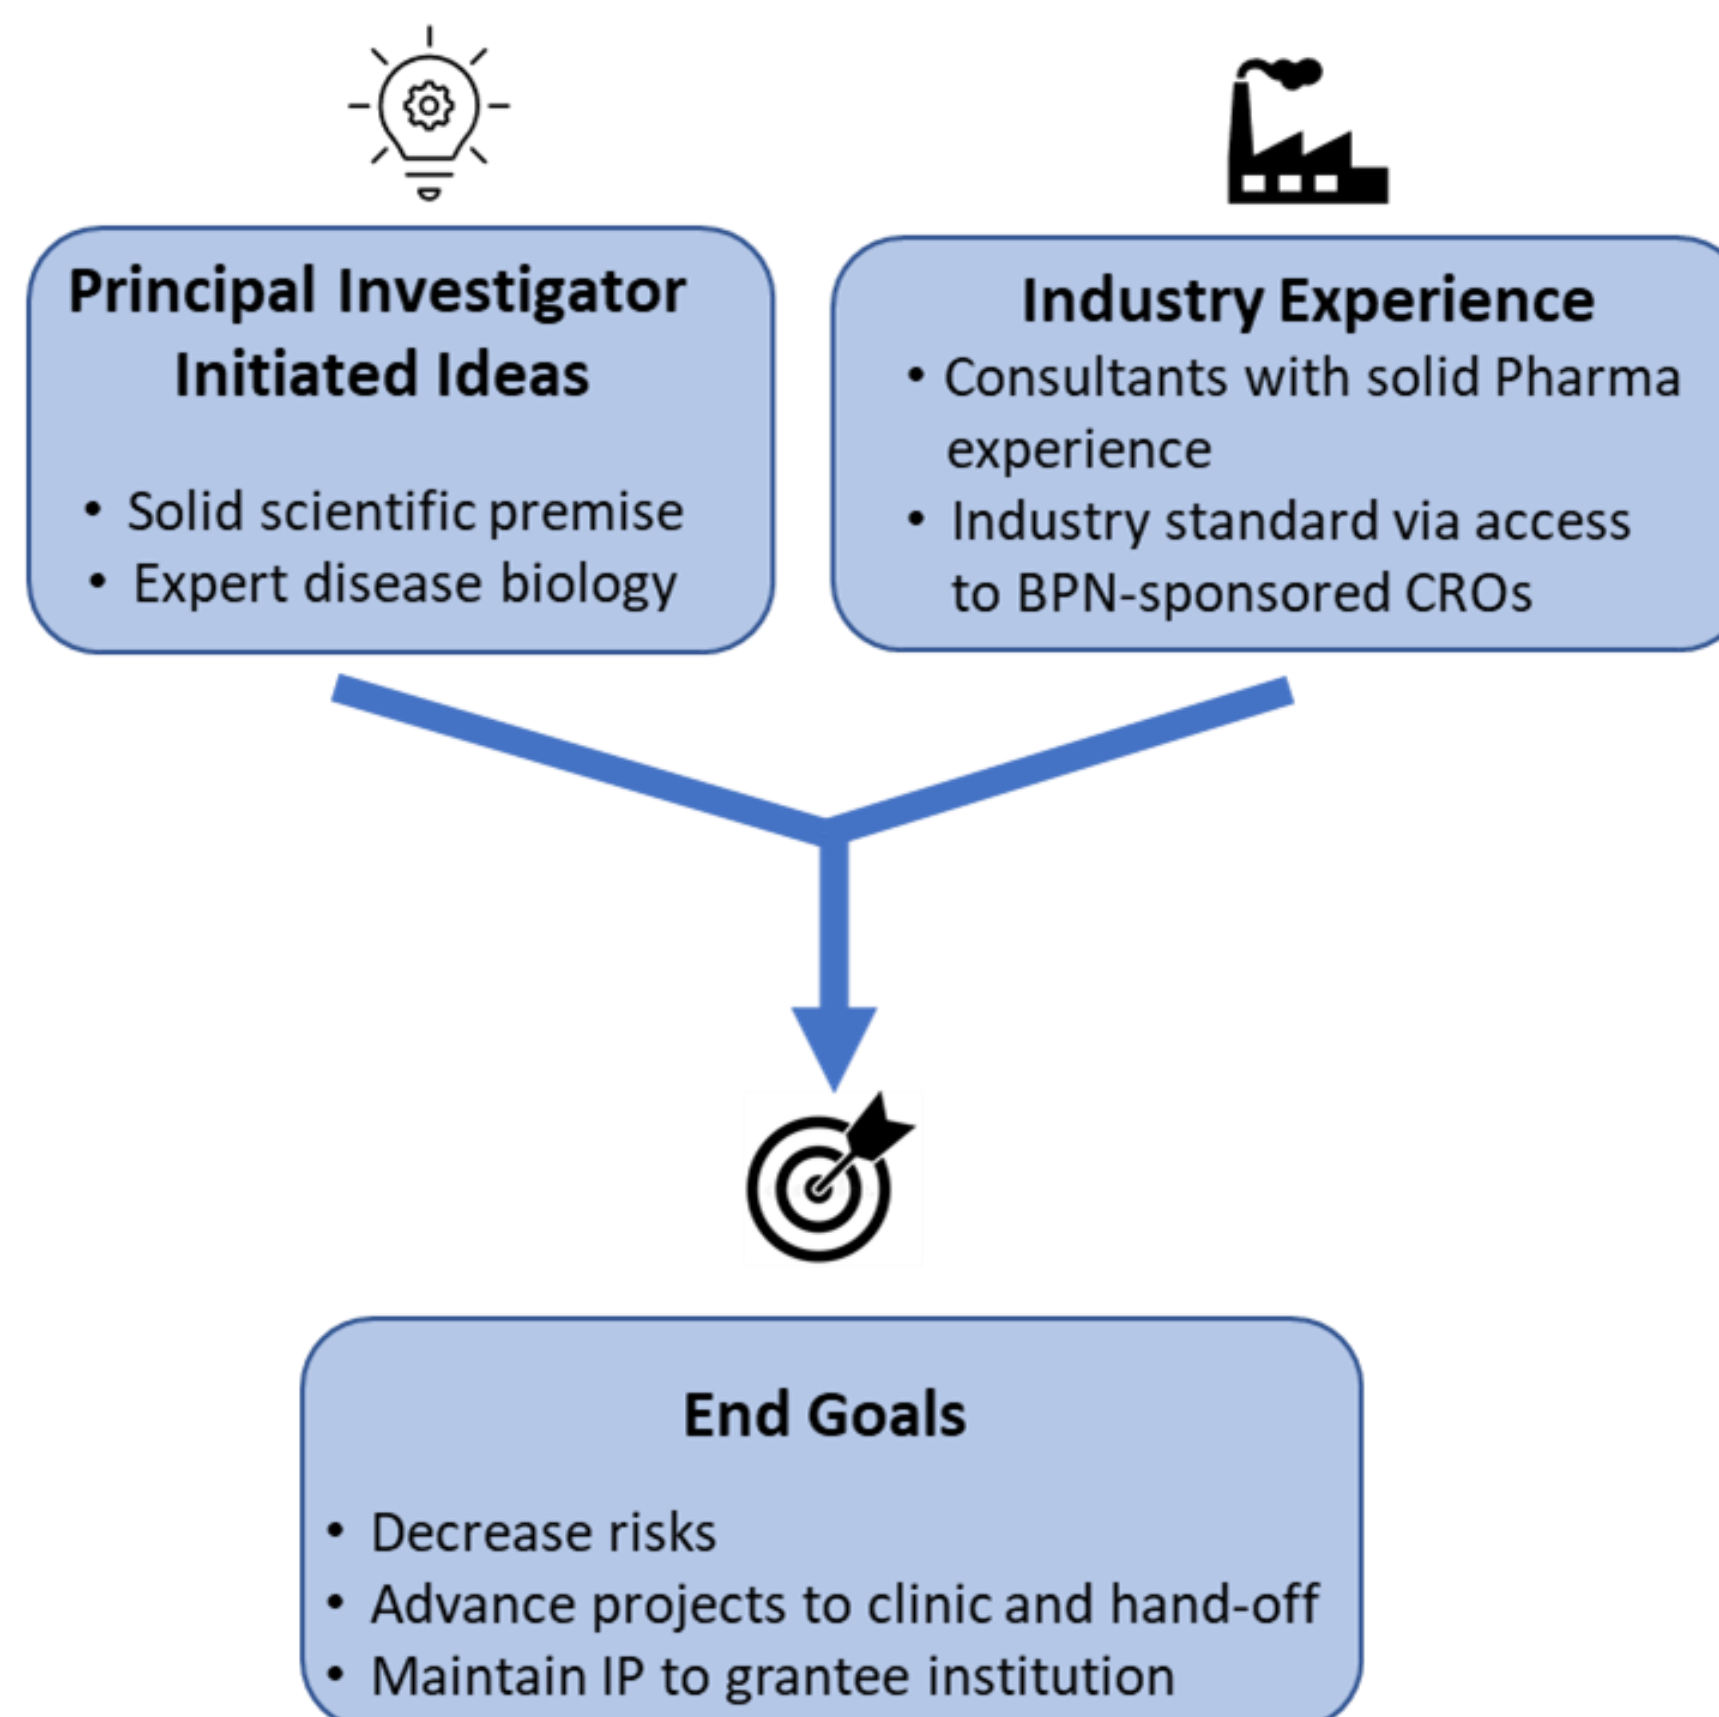 Principal Investigator
Initiated Ideas
• Solid scientific premise
• Expert disease biology
Industry Experience
• Consultants with solid Pharma
experience
• Industry standard via access
to BPN-sponsored CROs
End Goals
• Decrease risks
• Advance projects to clinic and hand-off
• Maintain IP to grantee institution